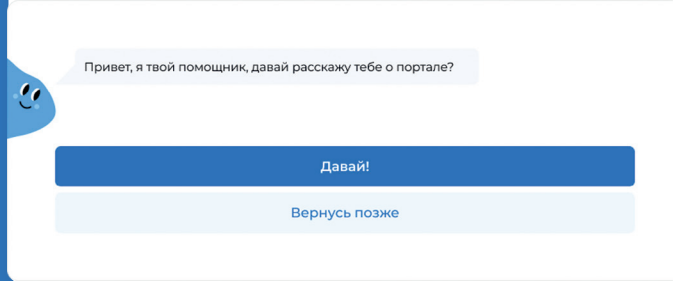 Привет, я твой помощник, давай расскажу тебе о портале?
Давай!
Вернусь позже